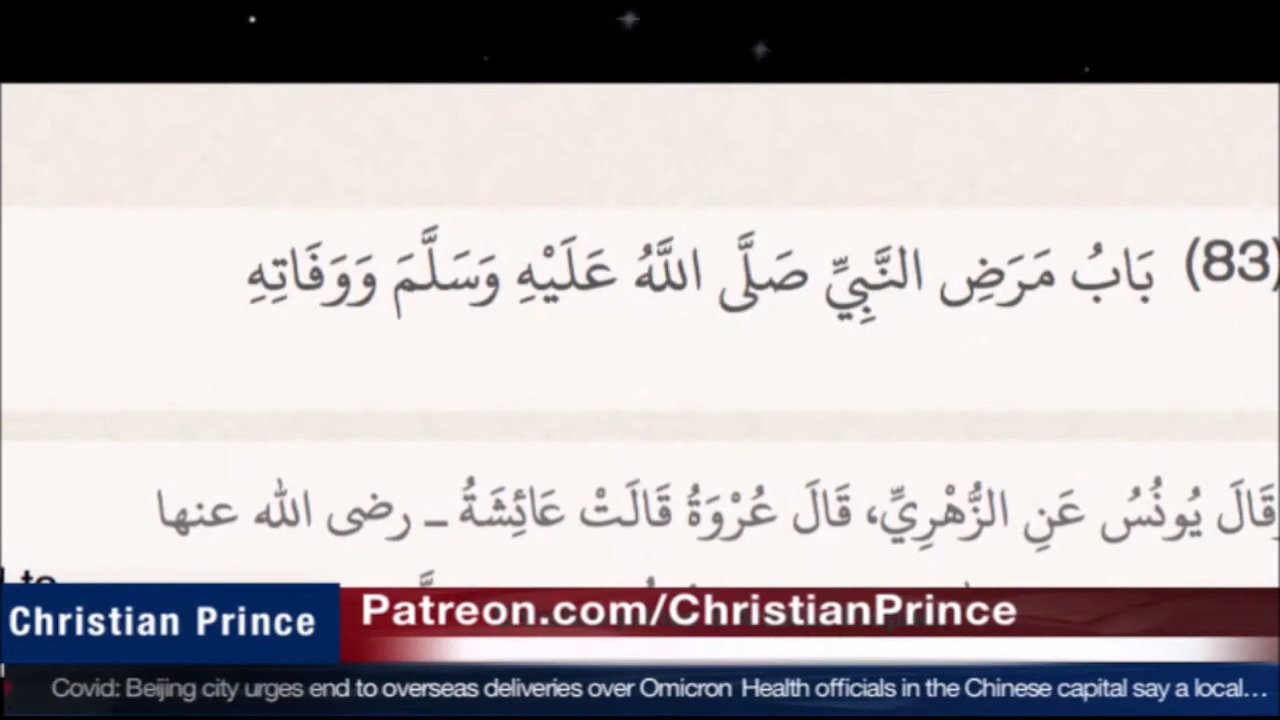 (83) بَابُ مَرَضِ النَّبِيِّ صَلَّى اللَّهُ عَلَيْهِ وَسَلَّمَ وَوَفَاتِهِ
وَقَالَ يُونُسُ عَنِ الزُّهْرِيِّ، قَالَ عُرْوَةُ قَالَتْ عَائِشَةُ ـ رضى الله عنها
to
Christian Prince
Patreon.com/ChristianPrince
Covid: Beijing city urges end to overseas deliveries over Omicron Health officials in the Chinese capital say a local...